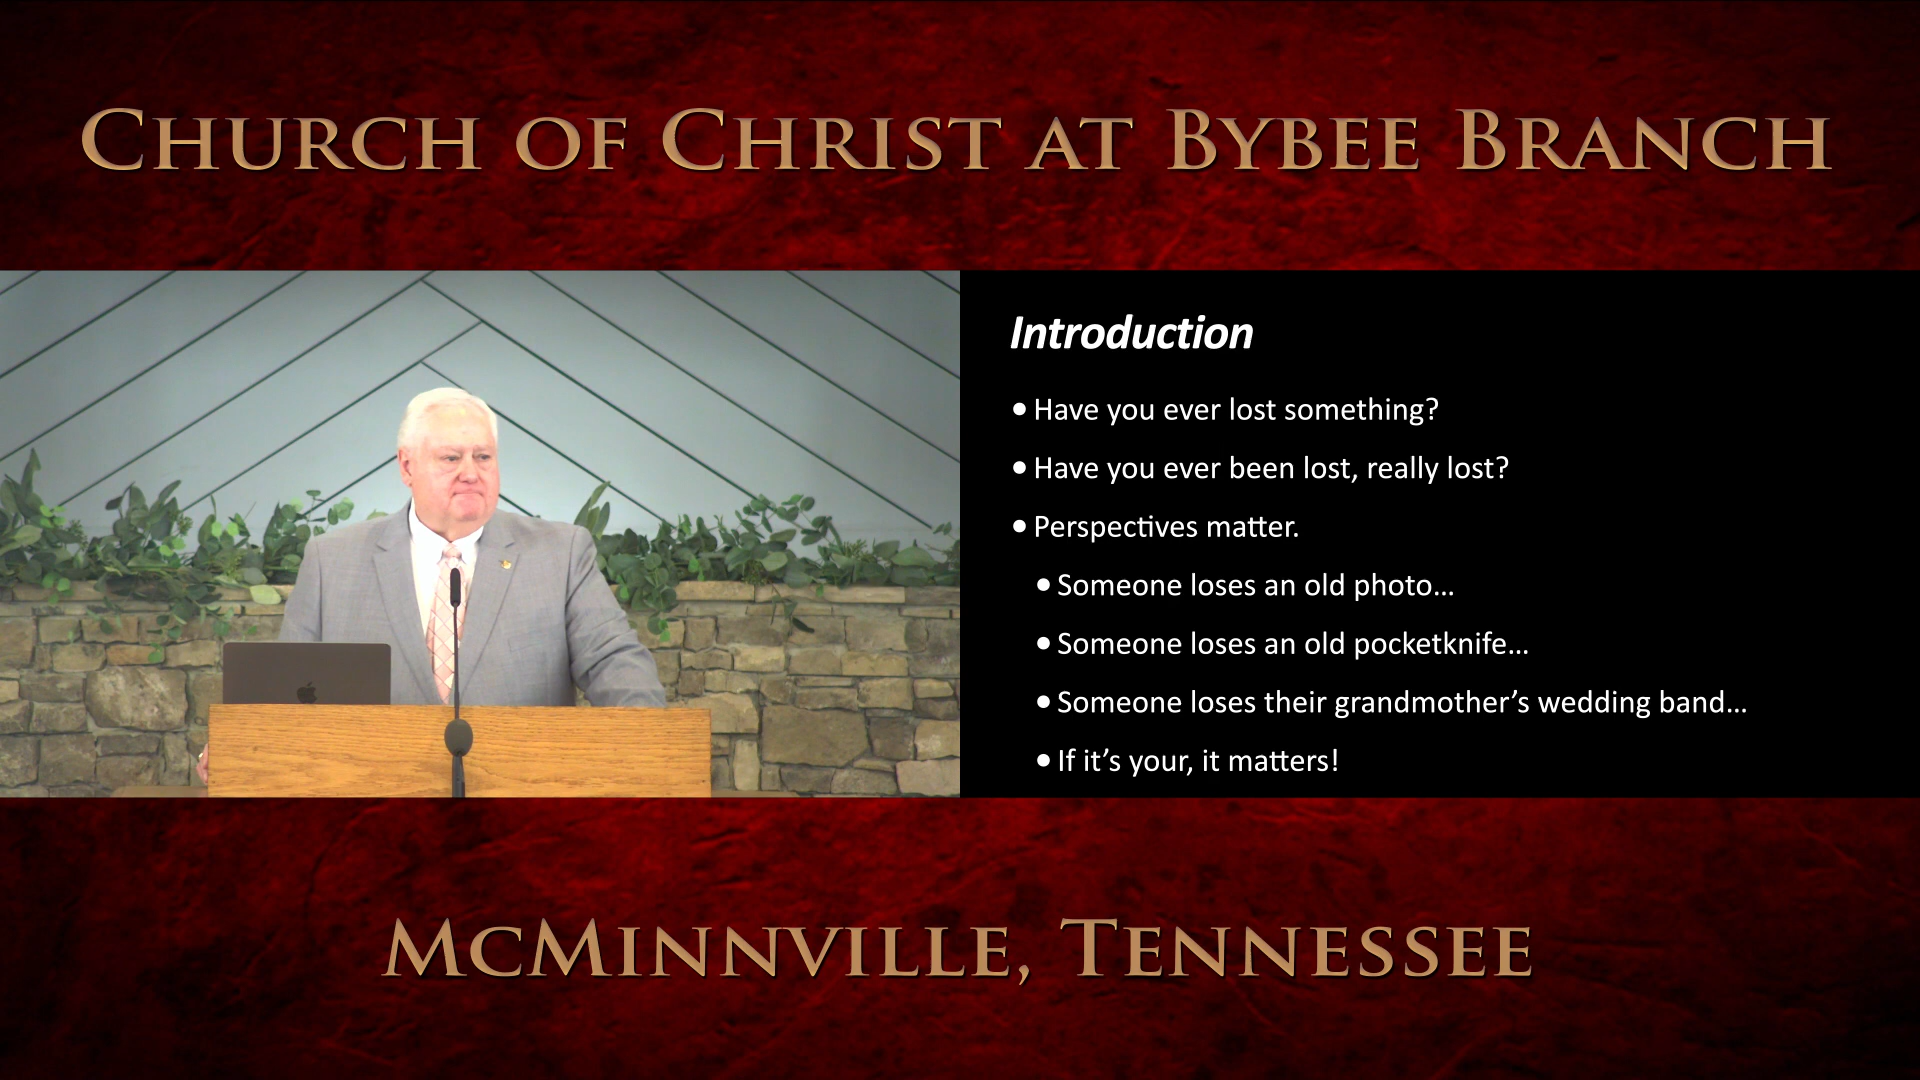 Church of Christ at Bybee Branch
Introduction
• Have you ever lost something?
• Have you ever been lost, really lost?
• Perspectives matter.
• Someone loses an old photo…
• Someone loses an old pocketknife…
• Someone loses their grandmother’s wedding band…
• If it’s your, it matters!
McMinnville, Tennessee